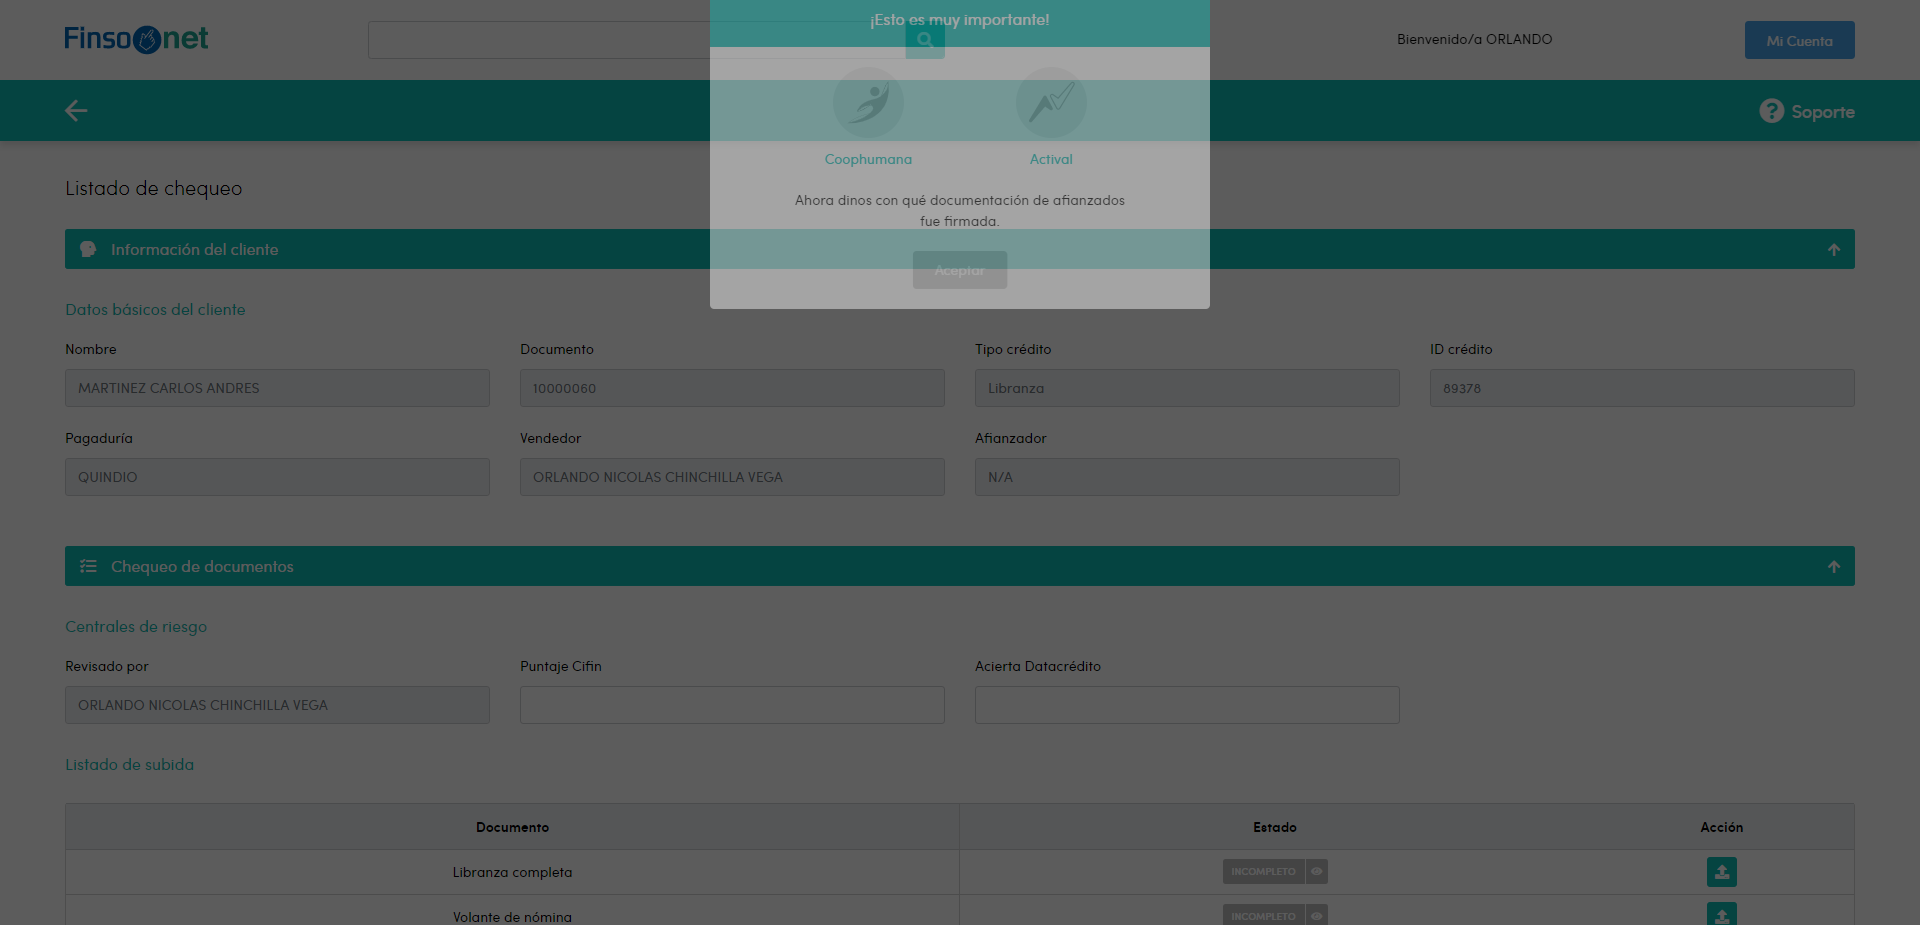 Finsonet
¡Esto es muy importante!
Bienvenido/a ORLANDO
Mi Cuenta
Soporte
Coophumana
Actival
Ahora dinos con qué documentación de afianzados
fue firmada.
Aceptar
Listado de chequeo
Información del cliente
Datos básicos del cliente
Nombre
Documento
Tipo crédito
ID crédito
MARTINEZ CARLOS ANDRES
10000060
Libranza
89378
Pagaduría
Vendedor
Afianzador
QUINDIO
ORLANDO NICOLAS CHINCHILLA VEGA
N/A
Chequeo de documentos
Centrales de riesgo
Revisado por
Puntaje Cifin
Acierta Datacrédito
ORLANDO NICOLAS CHINCHILLA VEGA
Listado de subida
Documento
Estado
Acción
Libranza completa
INCOMPLETO
Volante de nómina
INCOMPLETO